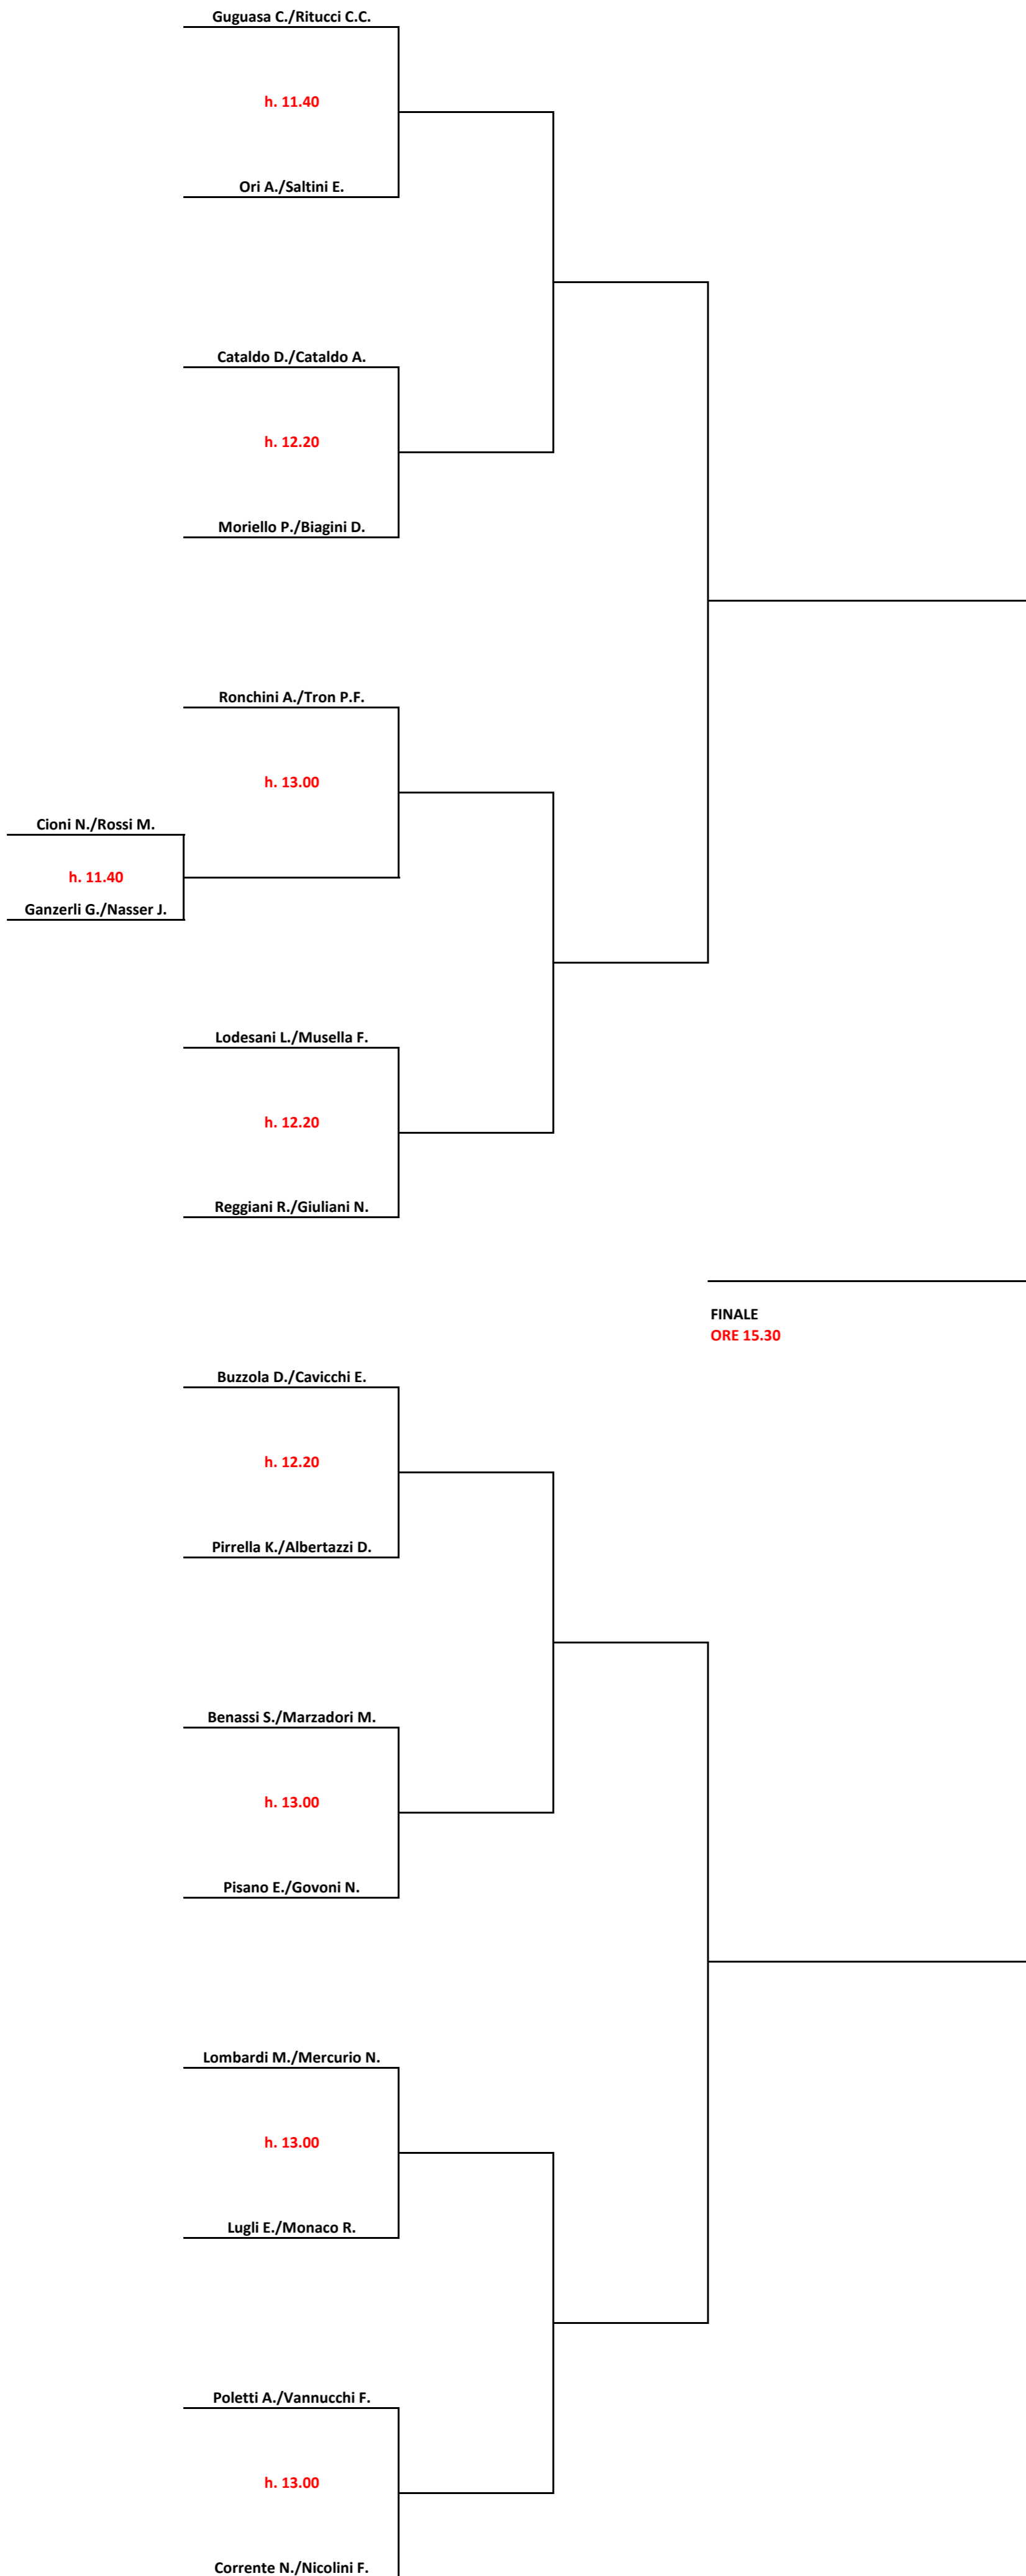 Guguasa C./Ritucci C.C.
h. 11.40
Ori A./Saltini E.
Cataldo D./Cataldo A.
h. 12.20
Moriello P./Biagini D.
Ronchini A./Tron P.F.
h. 13.00
Cioni N./Rossi M.
h. 11.40
Ganzerli G./Nasser J.
Lodesani L./Musella F.
h. 12.20
Reggiani R./Giuliani N.
FINALE
ORE 15.30
Buzzola D./Cavicchi E.
h. 12.20
Pirrella K./Albertazzi D.
Benassi S./Marzadori M.
h. 13.00
Pisano E./Govoni N.
Lombardi M./Mercurio N.
h. 13.00
Lugli E./Monaco R.
Poletti A./Vannucchi F.
h. 13.00
Corrente N./Nicolini F.